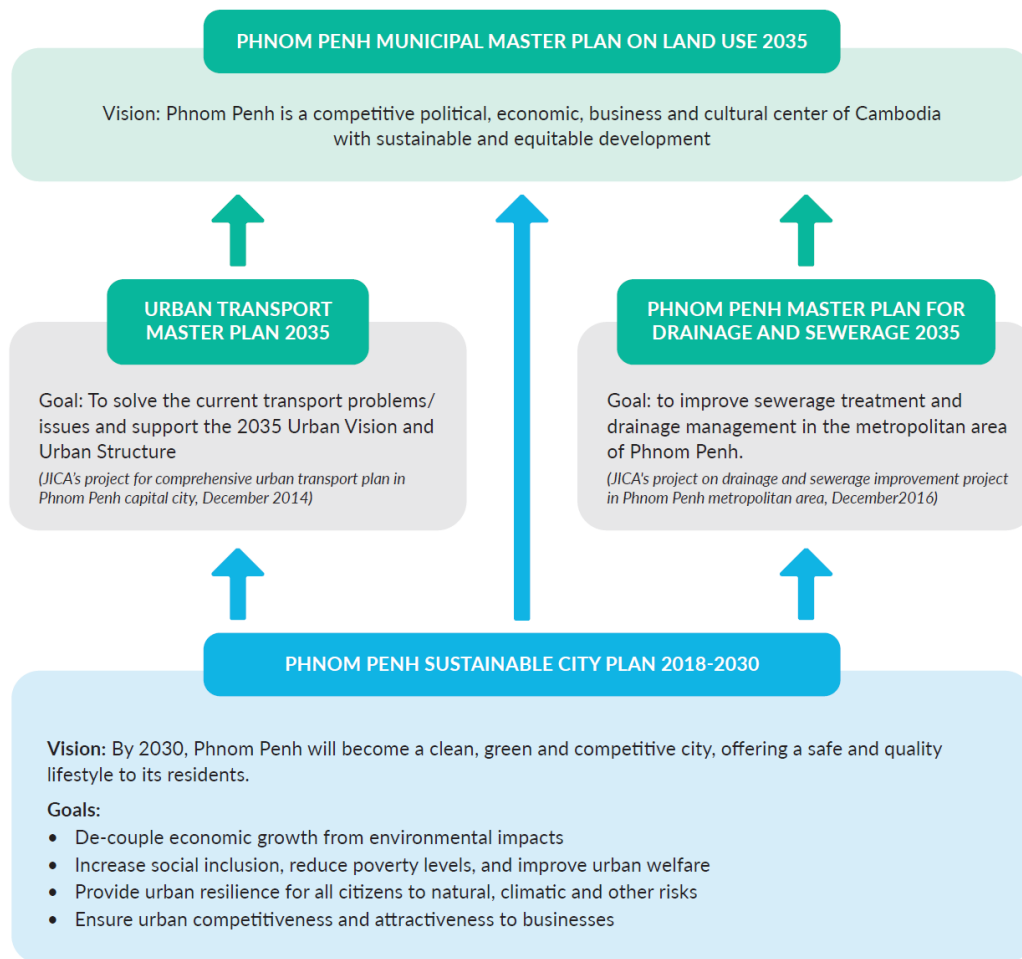 PHNOM PENH MUNICIPAL MASTER PLAN ON LAND USE 2035
Vision: Phnom Penh is a competitive political, economic, business and cultural center of Cambodia
with sustainable and equitable development
URBAN TRANSPORT
MASTER PLAN 2035
Goal: To solve the current transport problems/
issues and support the 2035 Urban Vision and
Urban Structure
(JICA's project for comprehensive urban transport plan in
Phnom Penh capital city, December 2014)
PHNOM PENH MASTER PLAN FOR
DRAINAGE AND SEWERAGE 2035
Goal: to improve sewerage treatment and
drainage management in the metropolitan area
of Phnom Penh.
(JICA's project on drainage and sewerage improvement project
in Phnom Penh metropolitan area, December2016)
PHNOM PENH SUSTAINABLE CITY PLAN 2018-2030
Vision: By 2030, Phnom Penh will become a clean, green and competitive city, offering a safe and quality
lifestyle to its residents.
Goals:
• De-couple economic growth from environmental impacts
• Increase social inclusion, reduce poverty levels, and improve urban welfare
• Provide urban resilience for all citizens to natural, climatic and other risks
• Ensure urban competitiveness and attractiveness to businesses